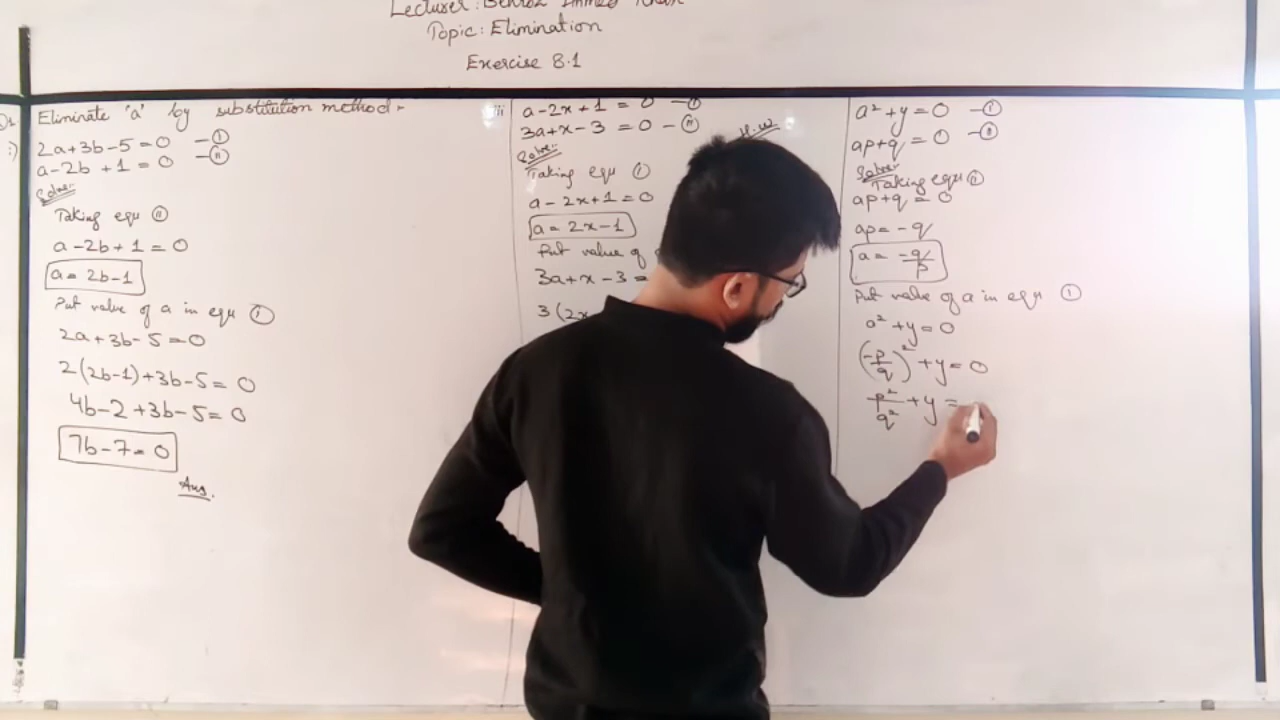 Lecturer : Behroz Ahmed Khan
Topic: Elimination
Exercise 8.1
Eliminate 'a' by substitution method:-
2a+3b-5=0 —Ⓘ
a-2b+1=0 —Ⓘⓘ
Solve:-
Taking equ Ⓘⓘ
a-2b+1=0
a=2b-1
Put value of a in equ Ⓘ
2a+3b-5=0
2(2b-1)+3b-5=0
4b-2+3b-5=0
7b-7=0
Ans.
iii
a-2x+1=0 —Ⓘ
3a+x-3=0 —Ⓘⓘ
H.W
Solve:-
Taking equ Ⓘ
a-2x+1=0
a=2x-1
Put value of
3a+x-3=
3(2x
a²+y=0 —Ⓘ
ap+q=0 —Ⓘⓘ
Solve:-
Taking equ Ⓘⓘ
ap+q=0
ap=-q
a=-q/p
Put value of a in equ Ⓘ
a²+y=0
(-p/q)²+y=0
p²/q²+y=